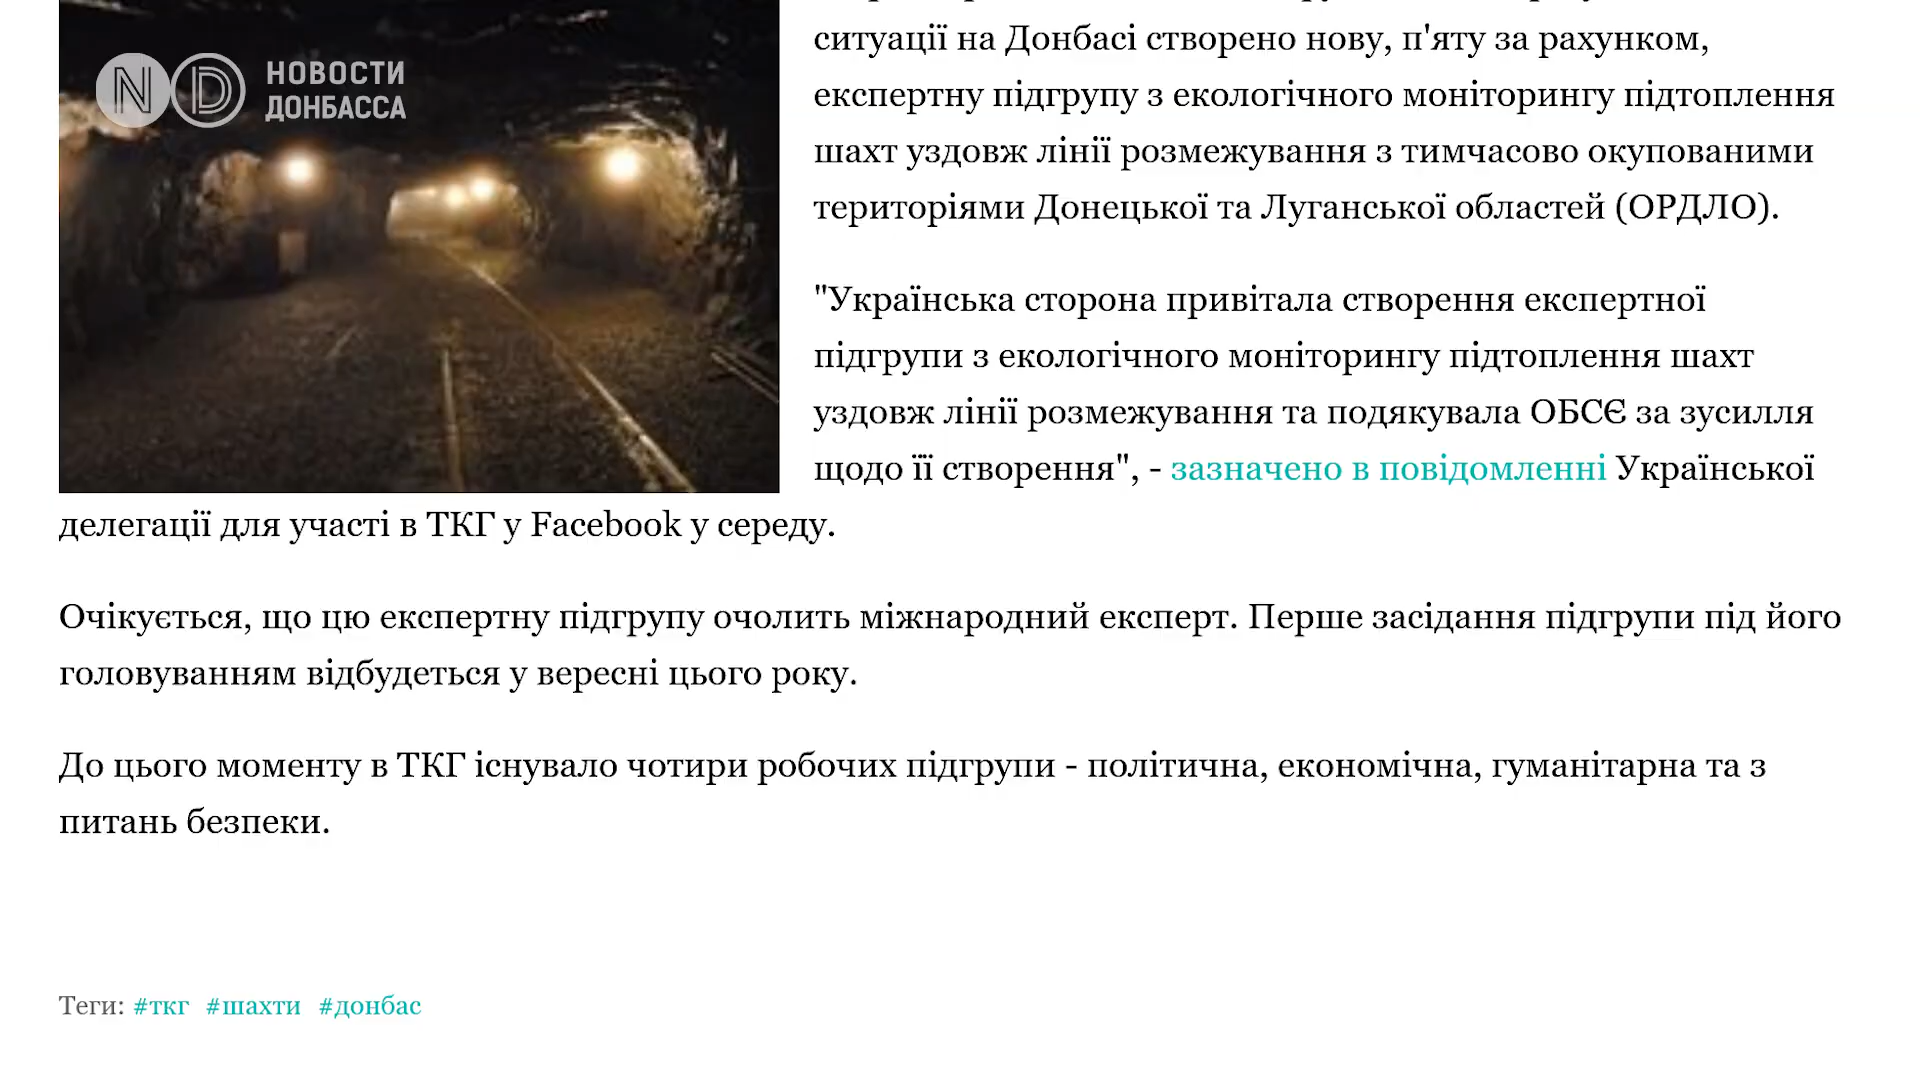 НОВОСТИ
ДОНБАССА
ситуації на Донбасі створено нову, п'яту за рахунком,
експертну підгрупу з екологічного моніторингу підтоплення
шахт уздовж лінії розмежування з тимчасово окупованими
територіями Донецької та Луганської областей (ОРДЛО).
"Українська сторона привітала створення експертної
підгрупи з екологічного моніторингу підтоплення шахт
уздовж лінії розмежування та подякувала ОБСЄ за зусилля
щодо її створення", - зазначено в повідомленні Української
делегації для участі в ТКГ у Facebook у середу.
Очікується, що цю експертну підгрупу очолить міжнародний експерт. Перше засідання підгрупи під його
головуванням відбудеться у вересні цього року.
До цього моменту в ТКГ існувало чотири робочих підгрупи - політична, економічна, гуманітарна та з
питань безпеки.
Теги: #ткг #шахти #донбас